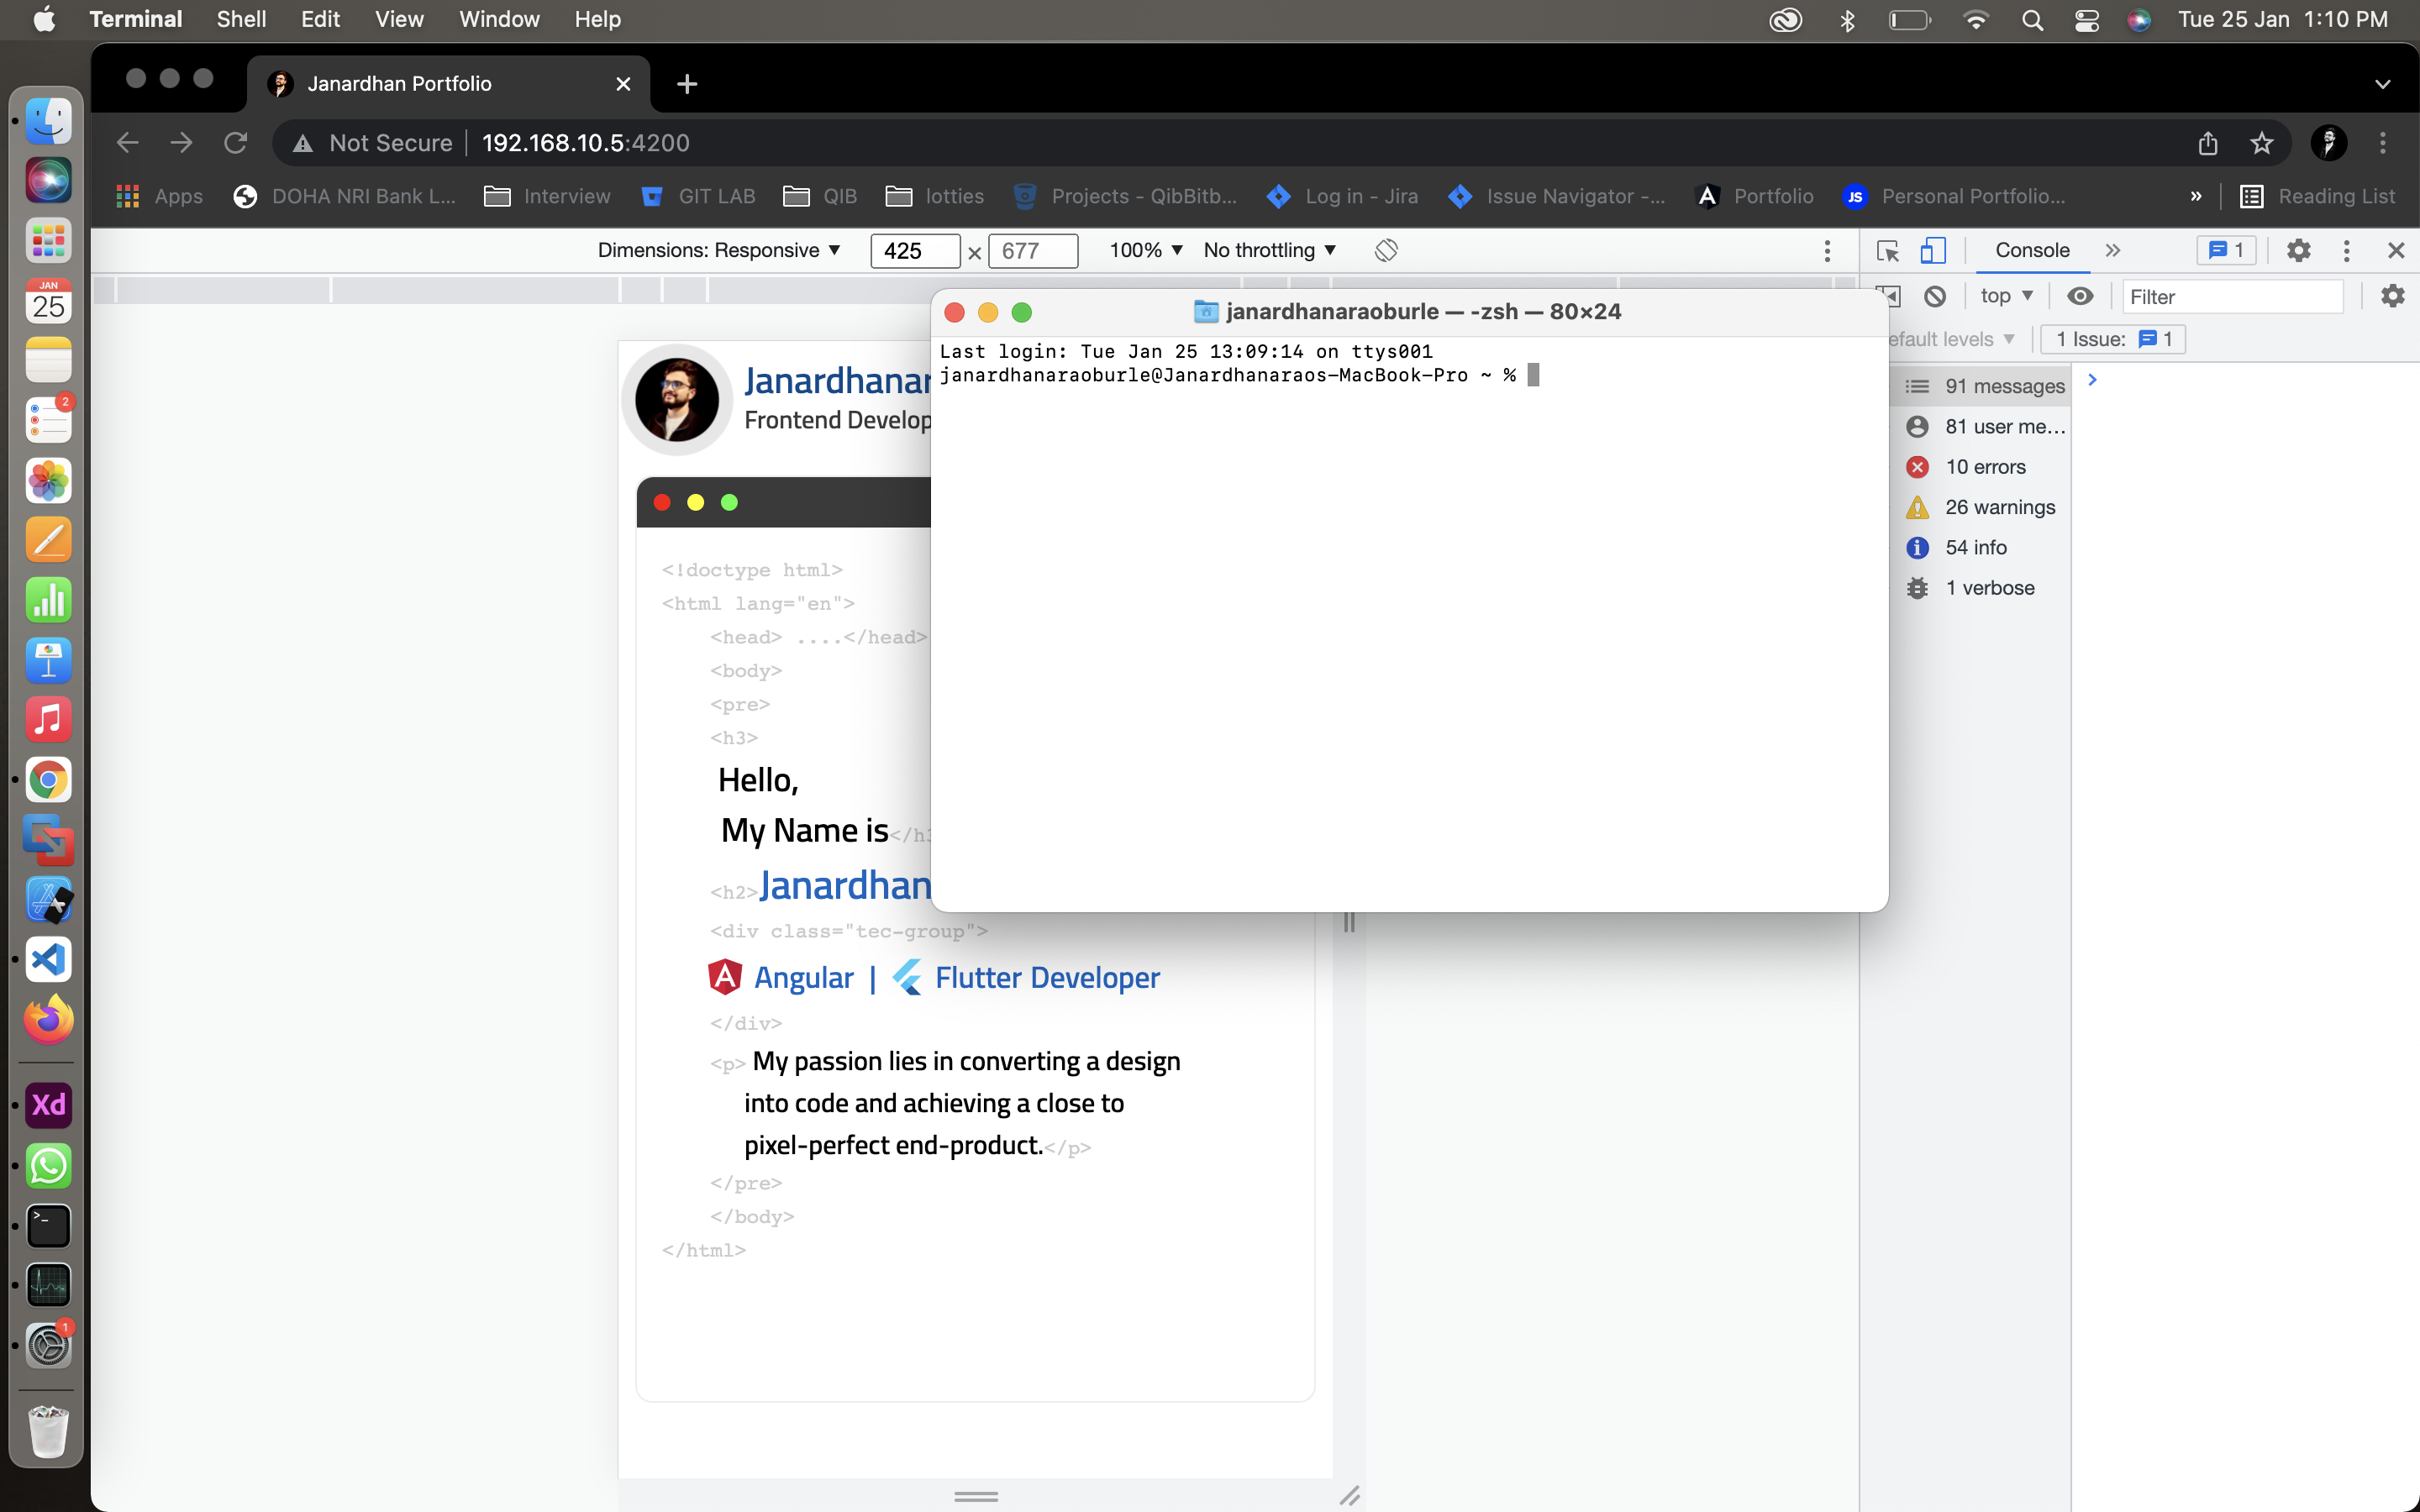 Terminal Shell Edit View Window Help Tue 25 Jan 1:10 PM
Janardhan Portfolio
Not Secure 192.168.10.5:4200
Apps DOHA NRI Bank L... Interview GIT LAB QIB lotties Projects - QibBitb... Log in - Jira Issue Navigator -... Portfolio JS Personal Portfolio... » Reading List
Dimensions: Responsive 425 × 677 100% No throttling Console 1
top Filter
efault levels 1 Issue: 1
JAN
25
2
janardhanaraoburle — -zsh — 80×24
Last login: Tue Jan 25 13:09:14 on ttys001
janardhanaraoburle@Janardhanaraos-MacBook-Pro ~ %
Janardhanar
Frontend Develop
91 messages
81 user me...
10 errors
26 warnings
54 info
1 verbose
<!doctype html>
<html lang="en">
<head> ....</head>
<body>
<pre>
<h3>
Hello,
My Name is</h3
<h2>Janardhan
<div class="tec-group">
Angular | Flutter Developer
</div>
<p> My passion lies in converting a design
into code and achieving a close to
pixel-perfect end-product.</p>
</pre>
</body>
</html>
Xd
1